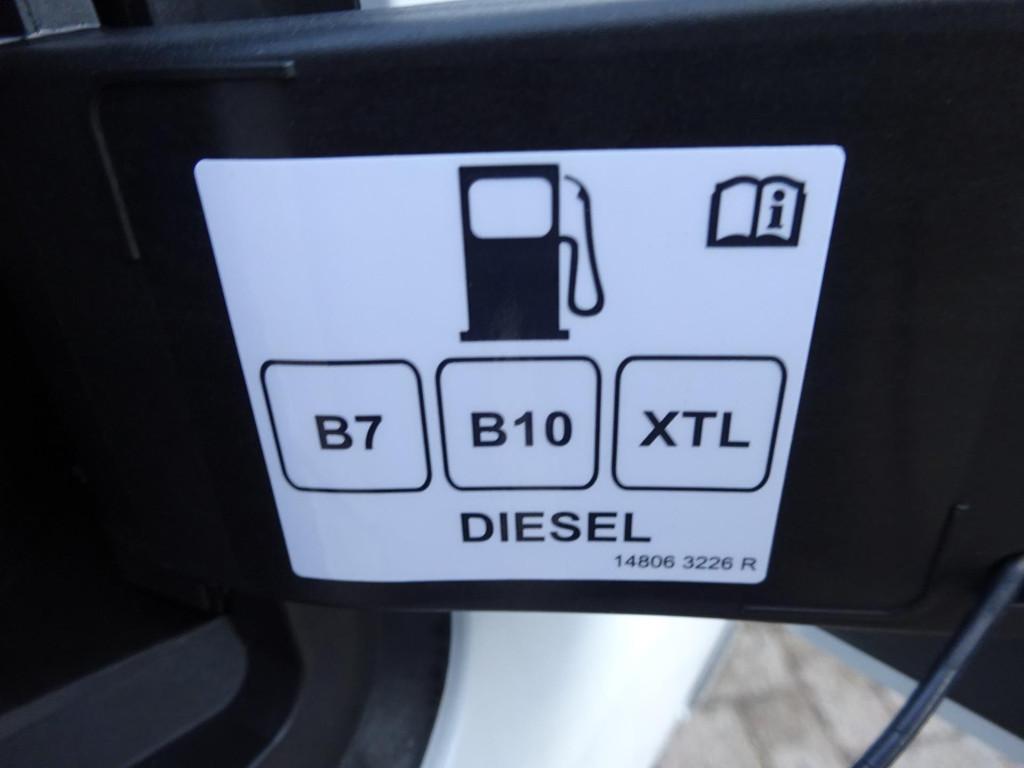 i
B7 B10 XTL
DIESEL
14806 3226 R